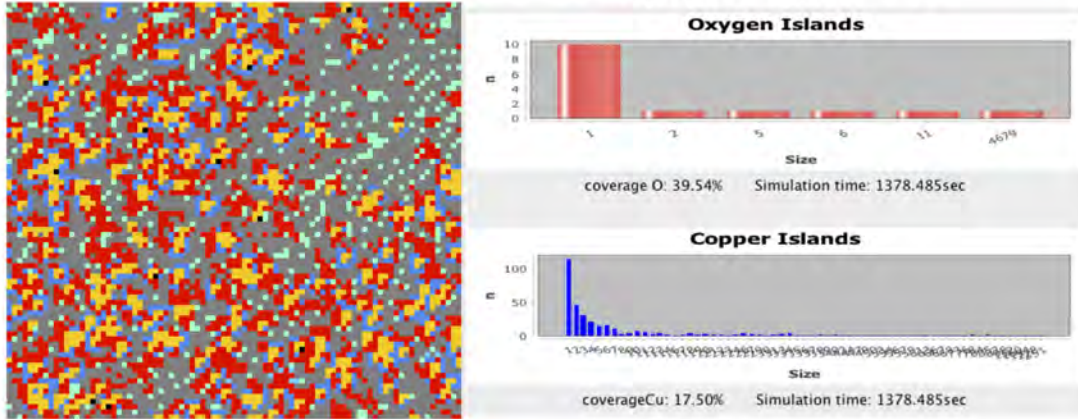 Oxygen Islands
10
8
6
4
2
0
n
1 2 5 6 11 4679
Size
coverage O: 39.54% Simulation time: 1378.485sec
Copper Islands
100
50
0
n
Size
coverageCu: 17.50% Simulation time: 1378.485sec